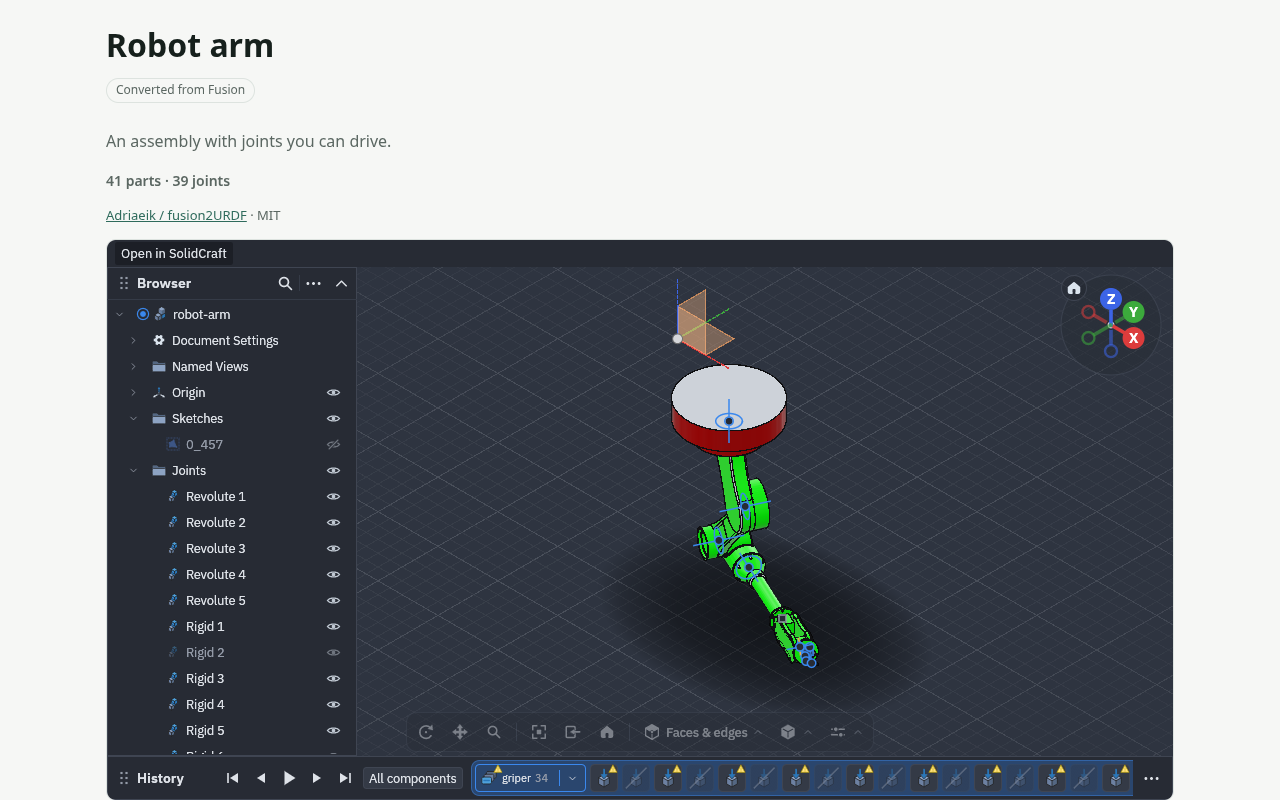 Robot arm
Converted from Fusion
An assembly with joints you can drive.
41 parts · 39 joints
Adriaeik / fusion2URDF · MIT
Open in SolidCraft
Browser
robot-arm
Document Settings
Named Views
Origin
Sketches
0_457
Joints
Revolute 1
Revolute 2
Revolute 3
Revolute 4
Revolute 5
Rigid 1
Rigid 2
Rigid 3
Rigid 4
Rigid 5
Z
Y
X
Faces & edges
History
All components
griper 34